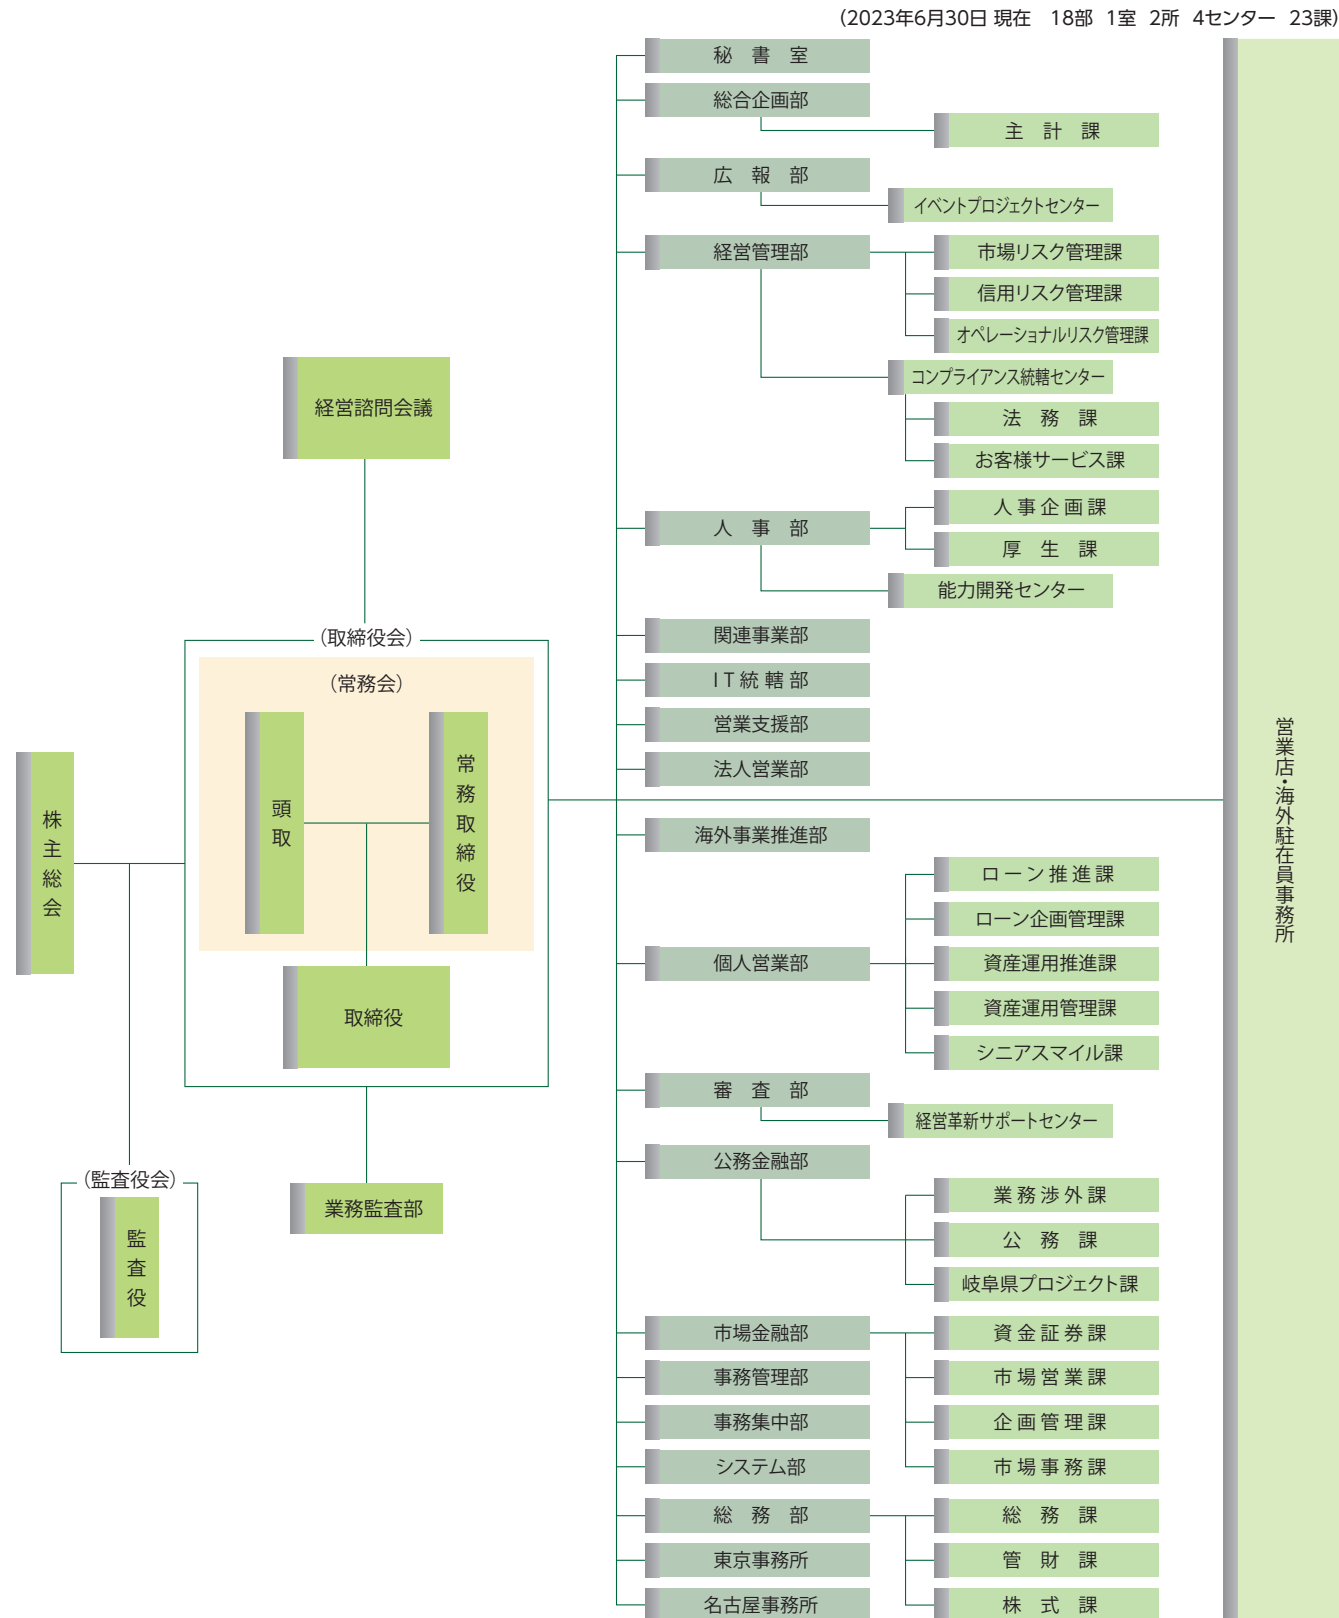 (2023年6月30日 現在　18部 1室 2所 4センター 23課)
秘　書　室
総合企画部
主　計　課
広　報　部
イベントプロジェクトセンター
経営管理部
市場リスク管理課
信用リスク管理課
オペレーショナルリスク管理課
コンプライアンス統轄センター
法　務　課
お客様サービス課
人　事　部
人事企画課
厚　生　課
能力開発センター
関連事業部
IT統轄部
営業支援部
法人営業部
海外事業推進部
個人営業部
ローン推進課
ローン企画管理課
資産運用推進課
資産運用管理課
シニアスマイル課
審　査　部
経営革新サポートセンター
公務金融部
業務渉外課
公　務　課
岐阜県プロジェクト課
市場金融部
資金証券課
事務管理部
市場営業課
事務集中部
企画管理課
システム部
市場事務課
総　務　部
総　務　課
東京事務所
管　財　課
名古屋事務所
株　式　課
営業店・海外駐在員事務所
経営諮問会議
(取締役会)
(常務会)
頭取
常務取締役
取締役
株主総会
(監査役会)
監査役
業務監査部